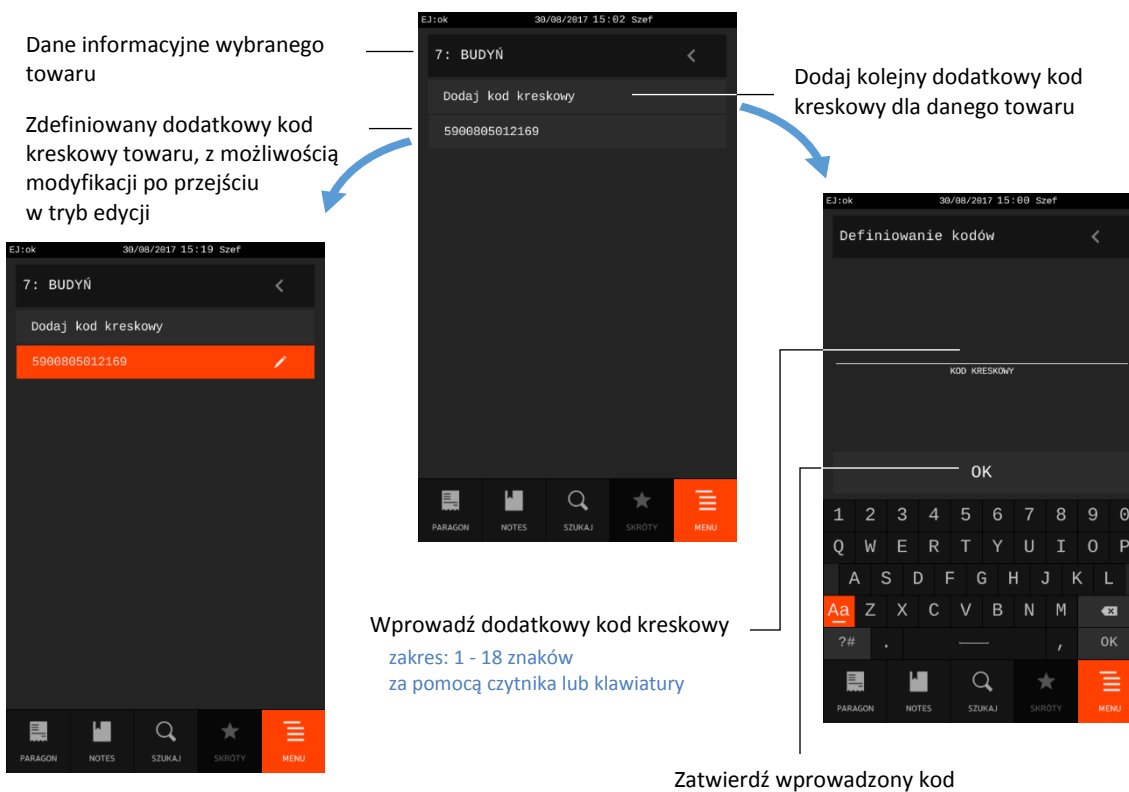 Dane informacyjne wybranego
towaru
Zdefiniowany dodatkowy kod
kreskowy towaru, z możliwością
modyfikacji po przejściu
w tryb edycji
EJ:ok 30/08/2017 15:02 Szef
7: BUDYŃ <
Dodaj kod kreskowy
5900805012169
PARAGON NOTES SZUKAJ SKRÓTY MENU
Dodaj kolejny dodatkowy kod
kreskowy dla danego towaru
EJ:ok 30/08/2017 15:19 Szef
7: BUDYŃ <
Dodaj kod kreskowy
5900805012169
PARAGON NOTES SZUKAJ SKRÓTY MENU
EJ:ok 30/08/2017 15:00 Szef
Definiowanie kodów <
KOD KRESKOWY
OK
1 2 3 4 5 6 7 8 9 0
Q W E R T Y U I O P
A S D F G H J K L
Aa Z X C V B N M
?# . , OK
PARAGON NOTES SZUKAJ SKRÓTY MENU
Wprowadź dodatkowy kod kreskowy
zakres: 1 - 18 znaków
za pomocą czytnika lub klawiatury
Zatwierdź wprowadzony kod